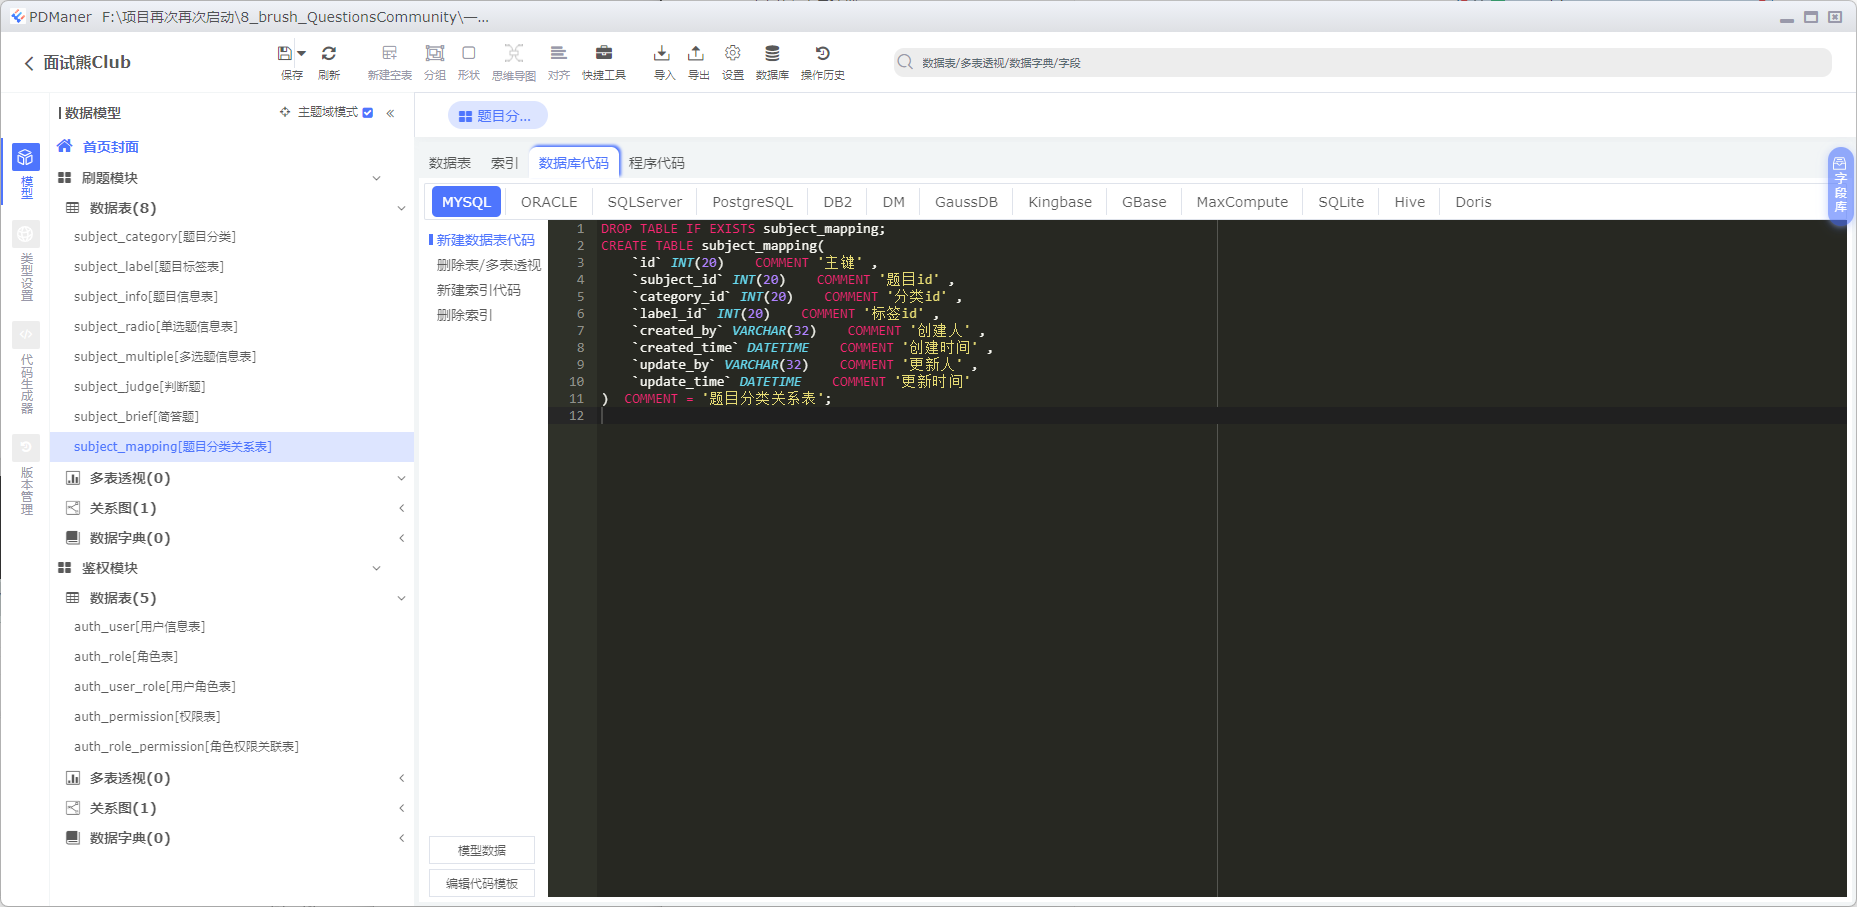 PDManer F:\项目再次再次启动\8_brush_QuestionsCommunity\一...
面试熊Club
保存
刷新
新建空表
分组
形状
思维导图
对齐
快捷工具
导入
导出
设置
数据库
操作历史
数据表/多表透视/数据字典/字段
模型
类型设置
代码生成器
版本管理
数据模型
主题域模式
«
首页封面
刷题模块
数据表(8)
subject_category[题目分类]
subject_label[题目标签表]
subject_info[题目信息表]
subject_radio[单选题信息表]
subject_multiple[多选题信息表]
subject_judge[判断题]
subject_brief[简答题]
subject_mapping[题目分类关系表]
多表透视(0)
关系图(1)
数据字典(0)
鉴权模块
数据表(5)
auth_user[用户信息表]
auth_role[角色表]
auth_user_role[用户角色表]
auth_permission[权限表]
auth_role_permission[角色权限关联表]
多表透视(0)
关系图(1)
数据字典(0)
题目分...
数据表 索引 数据库代码 程序代码
MYSQL ORACLE SQLServer PostgreSQL DB2 DM GaussDB Kingbase GBase MaxCompute SQLite Hive Doris
新建数据表代码
删除表/多表透视
新建索引代码
删除索引
模型数据
编辑代码模板
1 DROP TABLE IF EXISTS subject_mapping;
2 CREATE TABLE subject_mapping(
3 `id` INT(20) COMMENT '主键' ,
4 `subject_id` INT(20) COMMENT '题目id' ,
5 `category_id` INT(20) COMMENT '分类id' ,
6 `label_id` INT(20) COMMENT '标签id' ,
7 `created_by` VARCHAR(32) COMMENT '创建人' ,
8 `created_time` DATETIME COMMENT '创建时间' ,
9 `update_by` VARCHAR(32) COMMENT '更新人' ,
10 `update_time` DATETIME COMMENT '更新时间'
11 ) COMMENT = '题目分类关系表';
12
字段库